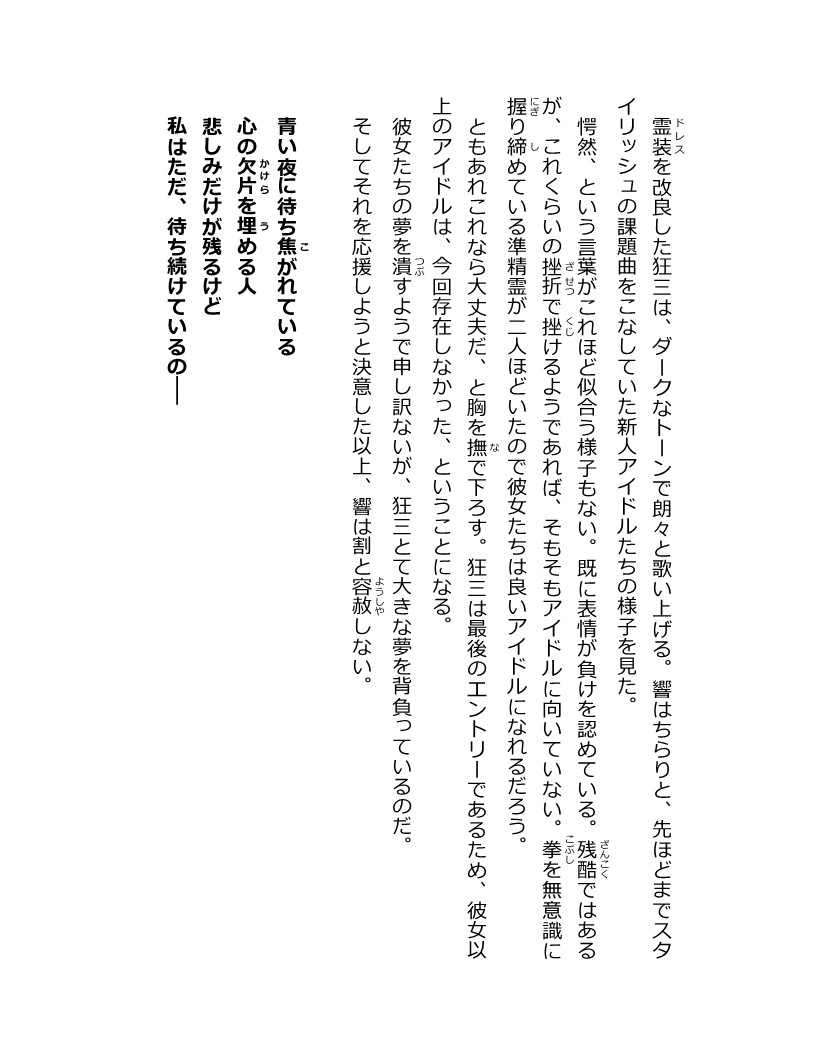 霊装を改良した狂三は、ダークなトーンで朗々と歌い上げる。響はちらりと、先ほどまでスタ
イリッシュの課題曲をこなしていた新人アイドルたちの様子を見た。
愕然、という言葉がこれほど似合う様子もない。既に表情が負けを認めている。残酷ではある
が、これくらいの挫折で挫けるようであれば、そもそもアイドルに向いていない。拳を無意識に
握り締めている準精霊が二人ほどいたので彼女たちは良いアイドルになれるだろう。
ともあれこれなら大丈夫だ、と胸を撫で下ろす。狂三は最後のエントリーであるため、彼女以
上のアイドルは、今回存在しなかった、ということになる。
彼女たちの夢を潰すようで申し訳ないが、狂三とて大きな夢を背負っているのだ。
そしてそれを応援しようと決意した以上、響は割と容赦しない。
青い夜に待ち焦がれている
心の欠片を埋める人
悲しみだけが残るけど
私はただ、待ち続けているの──